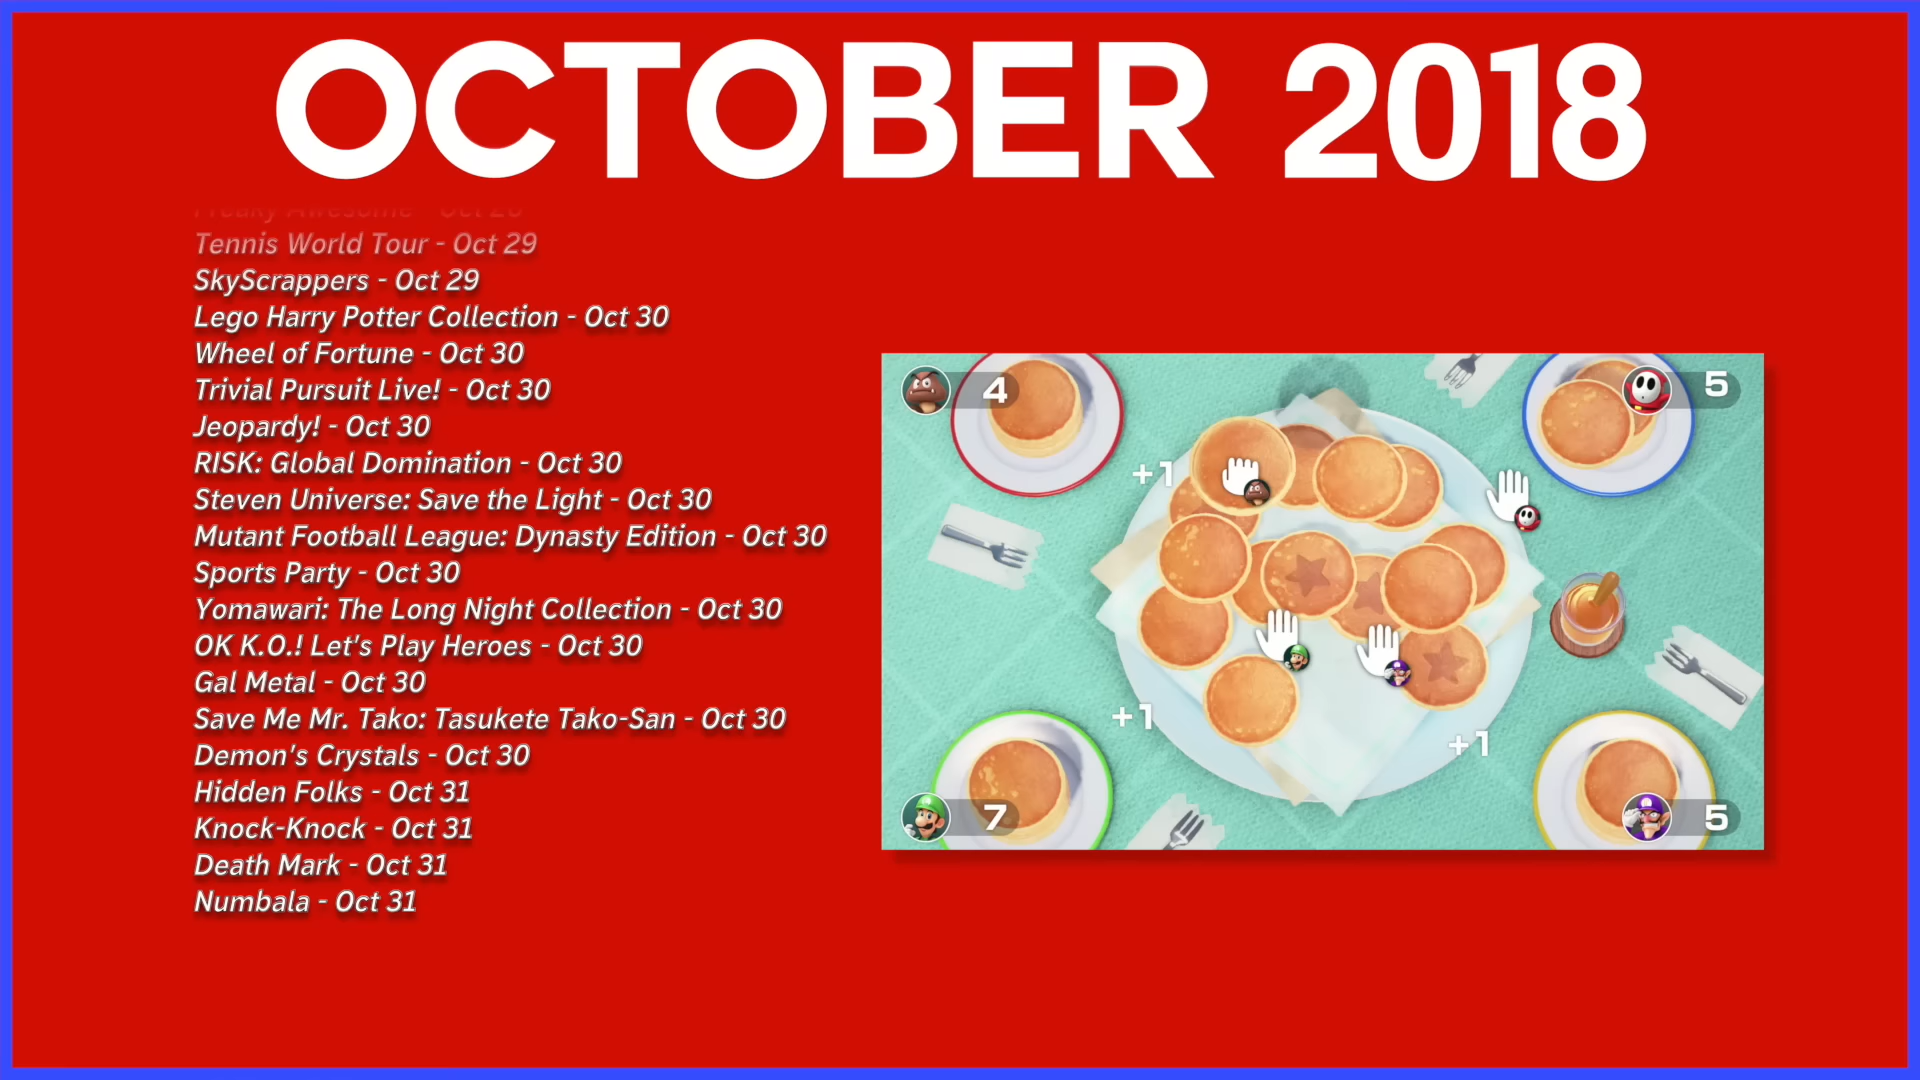 OCTOBER 2018
Freaky Awesome - Oct 26
Tennis World Tour - Oct 29
SkyScrappers - Oct 29
Lego Harry Potter Collection - Oct 30
Wheel of Fortune - Oct 30
Trivial Pursuit Live! - Oct 30
Jeopardy! - Oct 30
RISK: Global Domination - Oct 30
Steven Universe: Save the Light - Oct 30
Mutant Football League: Dynasty Edition - Oct 30
Sports Party - Oct 30
Yomawari: The Long Night Collection - Oct 30
OK K.O.! Let's Play Heroes - Oct 30
Gal Metal - Oct 30
Save Me Mr. Tako: Tasukete Tako-San - Oct 30
Demon's Crystals - Oct 30
Hidden Folks - Oct 31
Knock-Knock - Oct 31
Death Mark - Oct 31
Numbala - Oct 31
4
5
+1
+1
+1
7
5